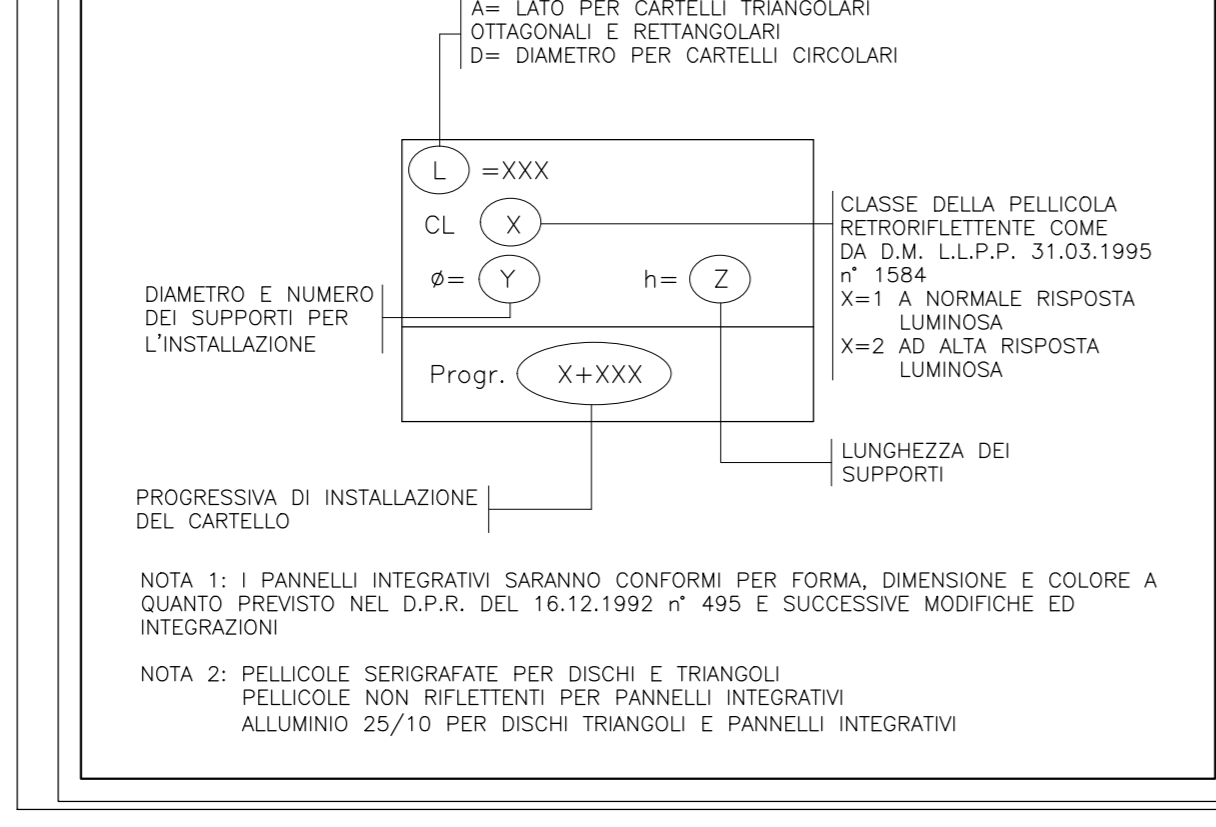 A= LATO PER CARTELLI TRIANGOLARI
OTTAGONALI E RETTANGOLARI
D= DIAMETRO PER CARTELLI CIRCOLARI
L =XXX
CL X
ø= Y h= Z
Progr. X+XXX
CLASSE DELLA PELLICOLA
RETRORIFLETTENTE COME
DA D.M. L.L.P.P. 31.03.1995
n° 1584
X=1 A NORMALE RISPOSTA
LUMINOSA
X=2 AD ALTA RISPOSTA
LUMINOSA
DIAMETRO E NUMERO
DEI SUPPORTI PER
L'INSTALLAZIONE
LUNGHEZZA DEI
SUPPORTI
PROGRESSIVA DI INSTALLAZIONE
DEL CARTELLO
NOTA 1: I PANNELLI INTEGRATIVI SARANNO CONFORMI PER FORMA, DIMENSIONE E COLORE A
QUANTO PREVISTO NEL D.P.R. DEL 16.12.1992 n° 495 E SUCCESSIVE MODIFICHE ED
INTEGRAZIONI
NOTA 2: PELLICOLE SERIGRAFATE PER DISCHI E TRIANGOLI
PELLICOLE NON RIFLETTENTI PER PANNELLI INTEGRATIVI
ALLUMINIO 25/10 PER DISCHI TRIANGOLI E PANNELLI INTEGRATIVI